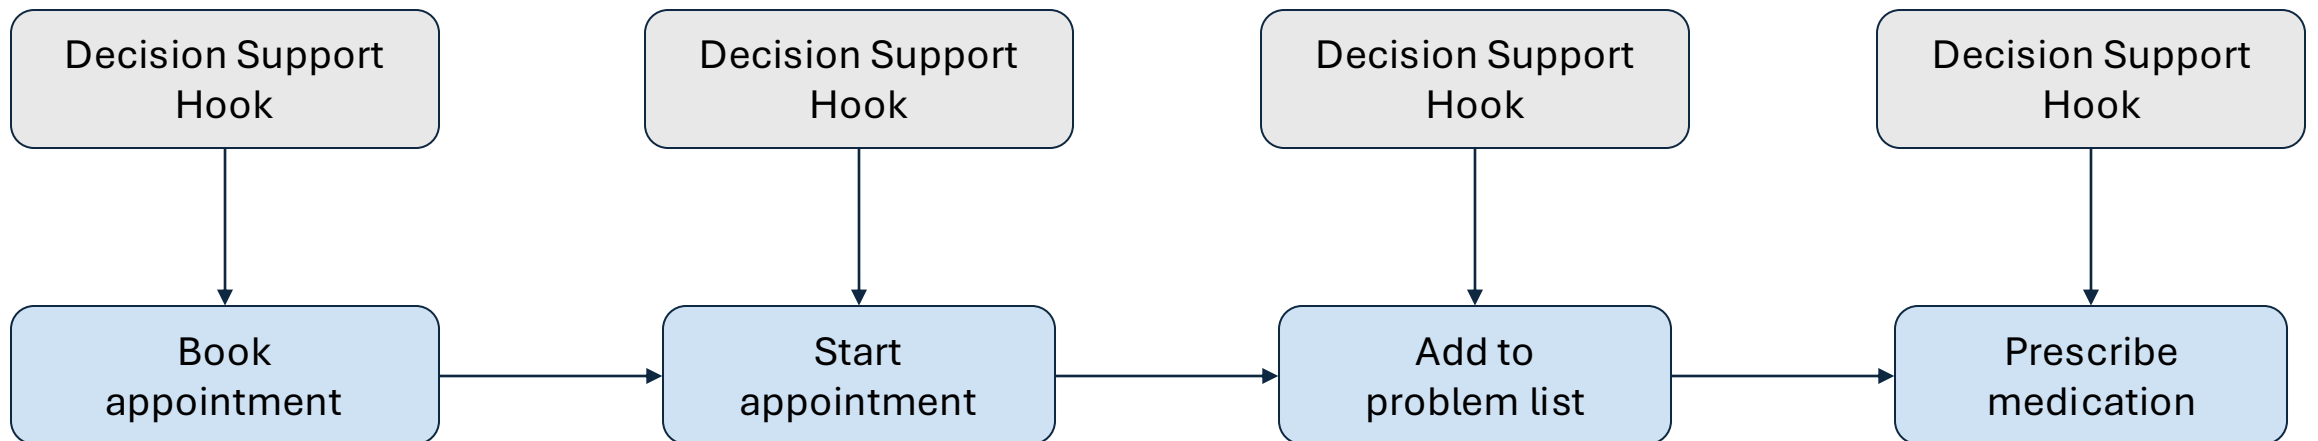 Decision Support
Hook
Decision Support
Hook
Decision Support
Hook
Decision Support
Hook
Book
appointment
Start
appointment
Add to
problem list
Prescribe
medication